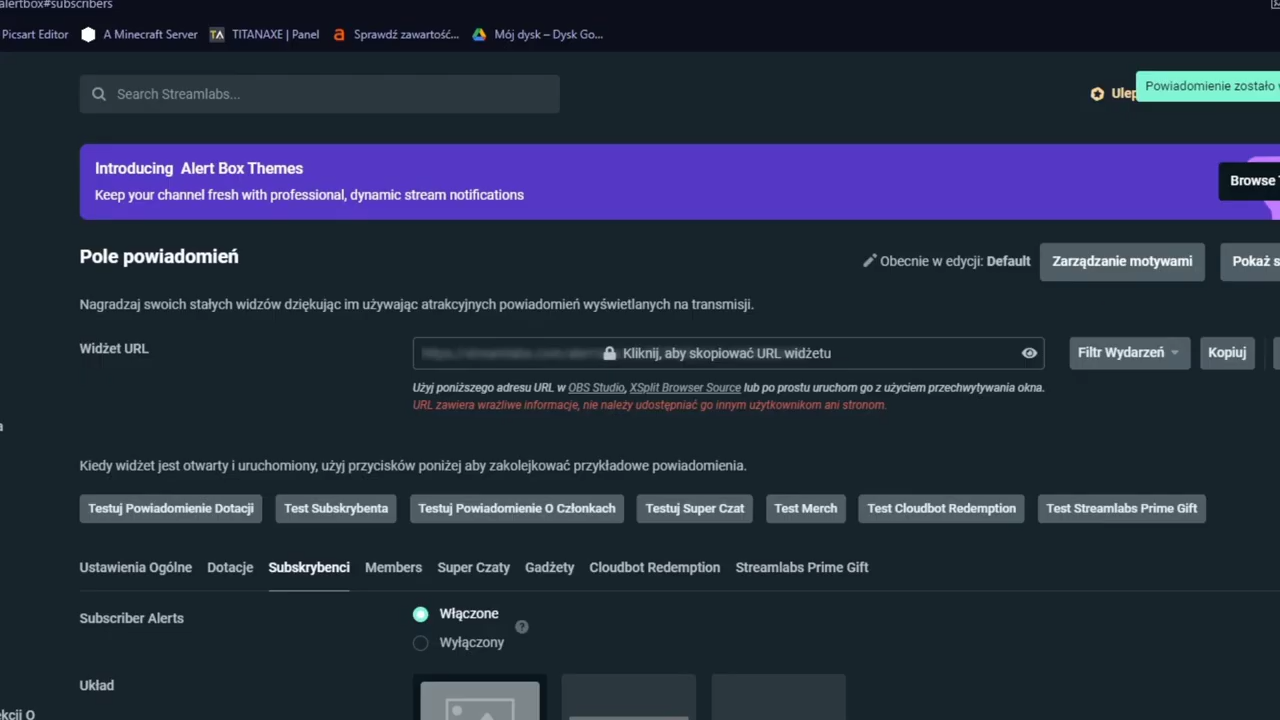 alertbox#subscribers
Picsart Editor A Minecraft Server TA TITANAXE | Panel a Sprawdź zawartość... Mój dysk – Dysk Go...
Search Streamlabs...
Powiadomienie zostało
Introducing Alert Box Themes
Keep your channel fresh with professional, dynamic stream notifications
Browse
Pole powiadomień
Obecnie w edycji: Default Zarządzanie motywami Pokaż
Nagradzaj swoich stałych widzów dziękując im używając atrakcyjnych powiadomień wyświetlanych na transmisji.
Widżet URL Kliknij, aby skopiować URL widżetu Filtr Wydarzeń Kopiuj
Użyj poniższego adresu URL w OBS Studio, XSplit Browser Source lub po prostu uruchom go z użyciem przechwytywania okna.
URL zawiera wrażliwe informacje, nie należy udostępniać go innym użytkownikom ani stronom.
Kiedy widżet jest otwarty i uruchomiony, użyj przycisków poniżej aby zakolejkować przykładowe powiadomienia.
Testuj Powiadomienie Dotacji Test Subskrybenta Testuj Powiadomienie O Członkach Testuj Super Czat Test Merch Test Cloudbot Redemption Test Streamlabs Prime Gift
Ustawienia Ogólne Dotacje Subskrybenci Members Super Czaty Gadżety Cloudbot Redemption Streamlabs Prime Gift
Subscriber Alerts Włączone
Wyłączony
Układ
ekcji O